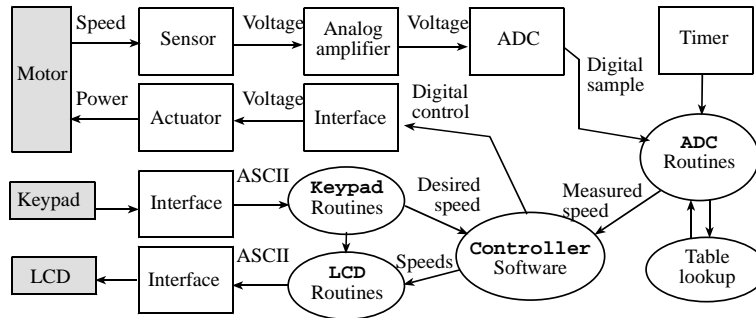 Speed
Voltage
Voltage
Motor
Sensor
Analog
amplifier
ADC
Timer
Power
Voltage
Digital
control
Digital
sample
Actuator
Interface
ADC
Routines
Keypad
Interface
ASCII
Keypad
Routines
Desired
speed
Measured
speed
Controller
Software
Table
lookup
LCD
Interface
ASCII
LCD
Routines
Speeds